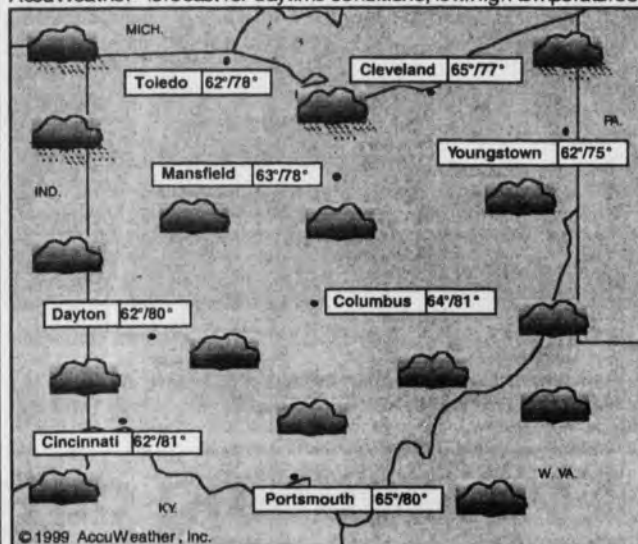 MICH.
Toledo 62°/78°
Cleveland 65°/77°
PA.
Youngstown 62°/75°
Mansfield 63°/78°
IND.
Columbus 64°/81°
Dayton 62°/80°
Cincinnati 62°/81°
W. VA.
KY.
Portsmouth 65°/80°
© 1999 AccuWeather, Inc.